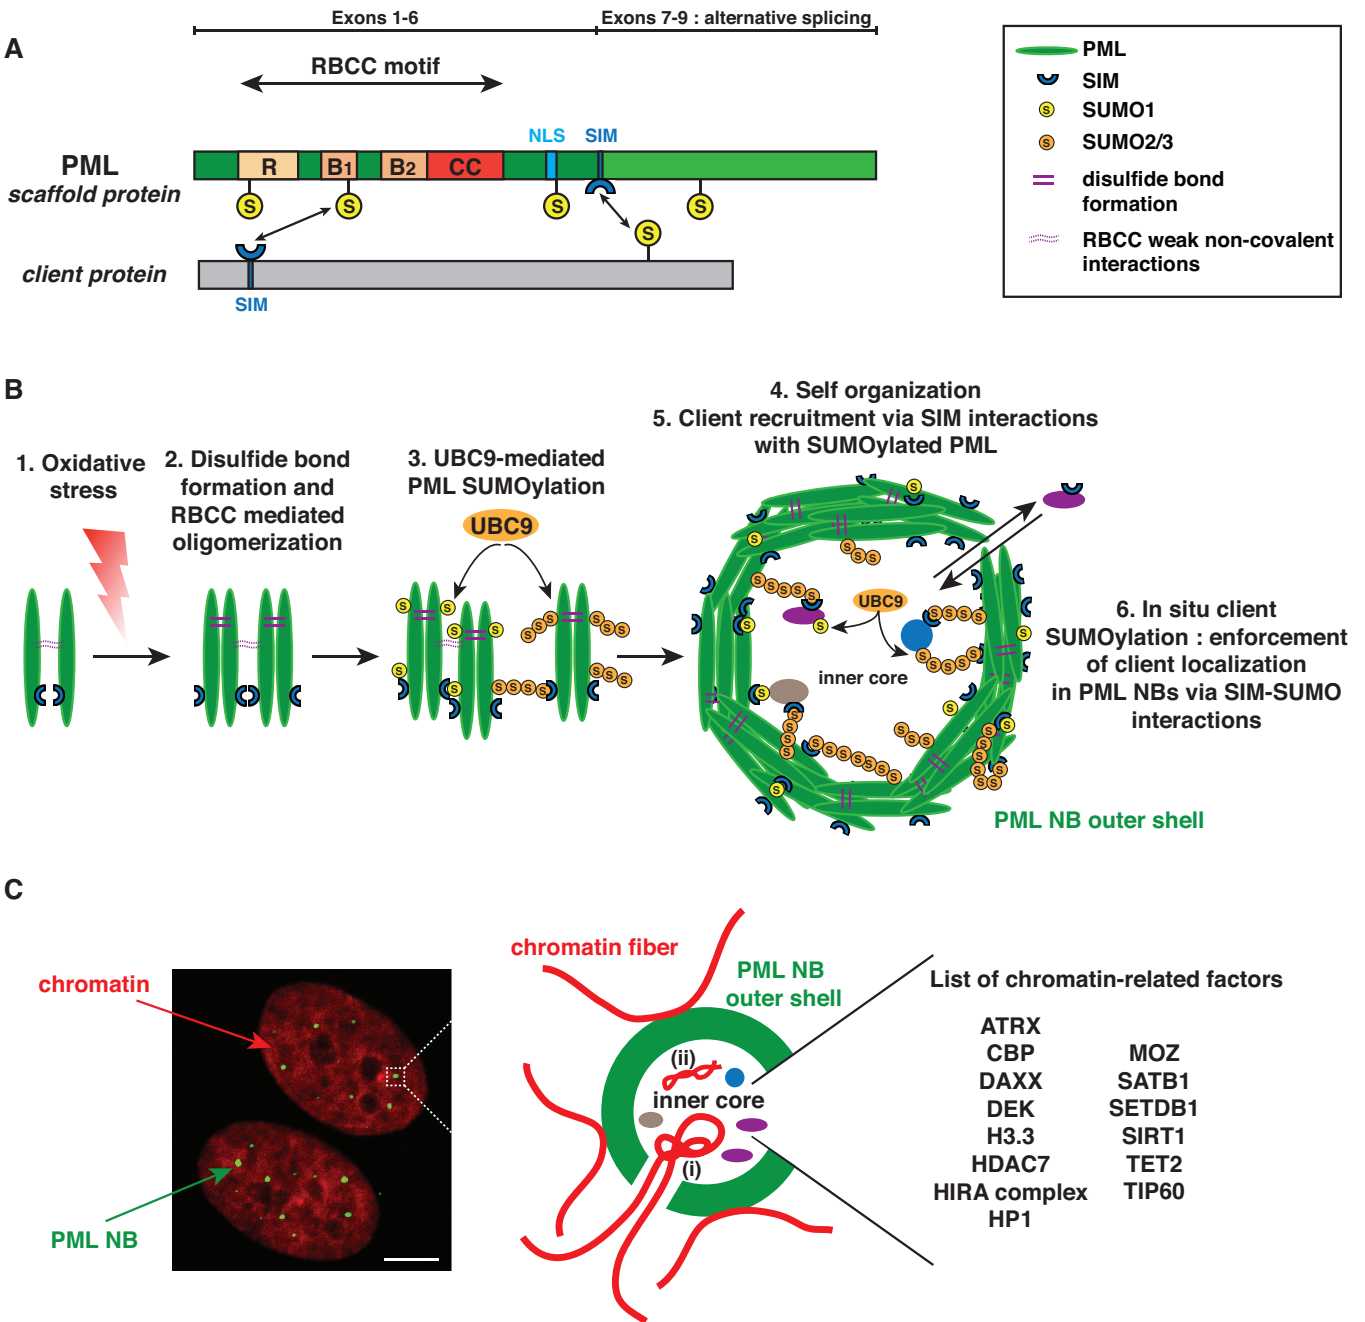 A
Exons 1-6
Exons 7-9 : alternative splicing
RBCC motif
NLS
SIM
PML
scaffold protein
R
B1
B2
CC
S
S
S
S
S
client protein
SIM
PML
SIM
S
SUMO1
S
SUMO2/3
disulfide bond
formation
RBCC weak non-covalent
interactions
B
1. Oxidative
stress
2. Disulfide bond
formation and
RBCC mediated
oligomerization
3. UBC9-mediated
PML SUMOylation
UBC9
4. Self organization
5. Client recruitment via SIM interactions
with SUMOylated PML
UBC9
inner core
6. In situ client
SUMOylation : enforcement
of client localization
in PML NBs via SIM-SUMO
interactions
PML NB outer shell
C
chromatin
PML NB
chromatin fiber
PML NB
outer shell
(ii)
inner core
(i)
List of chromatin-related factors
ATRX
CBP
DAXX
DEK
H3.3
HDAC7
HIRA complex
HP1
MOZ
SATB1
SETDB1
SIRT1
TET2
TIP60